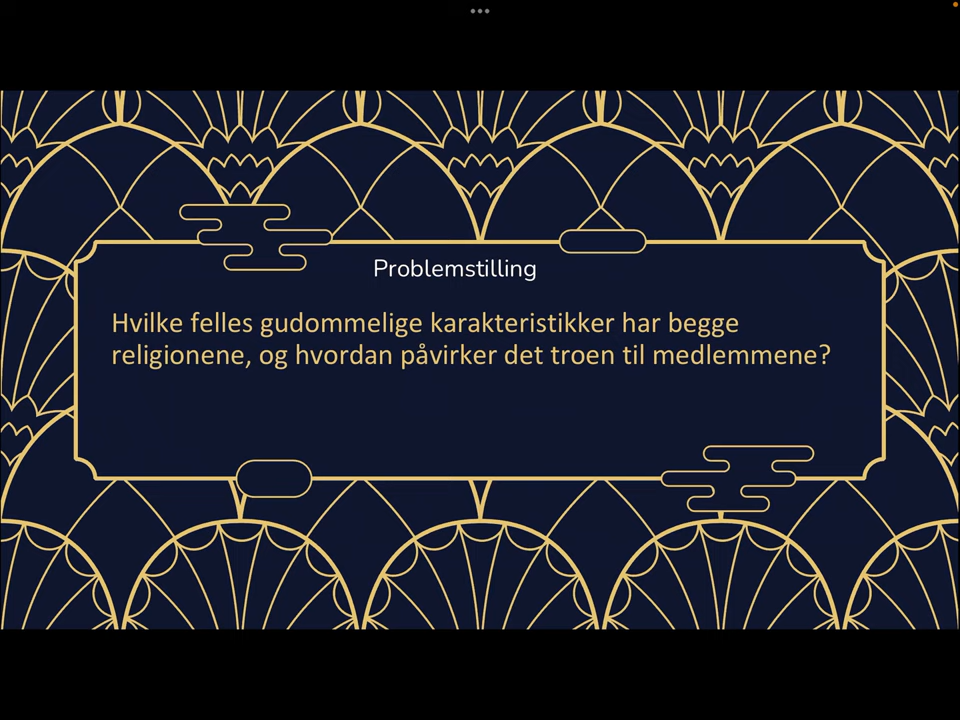 Problemstilling
Hvilke felles gudommelige karakteristikker har begge
religionene, og hvordan påvirker det troen til medlemmene?